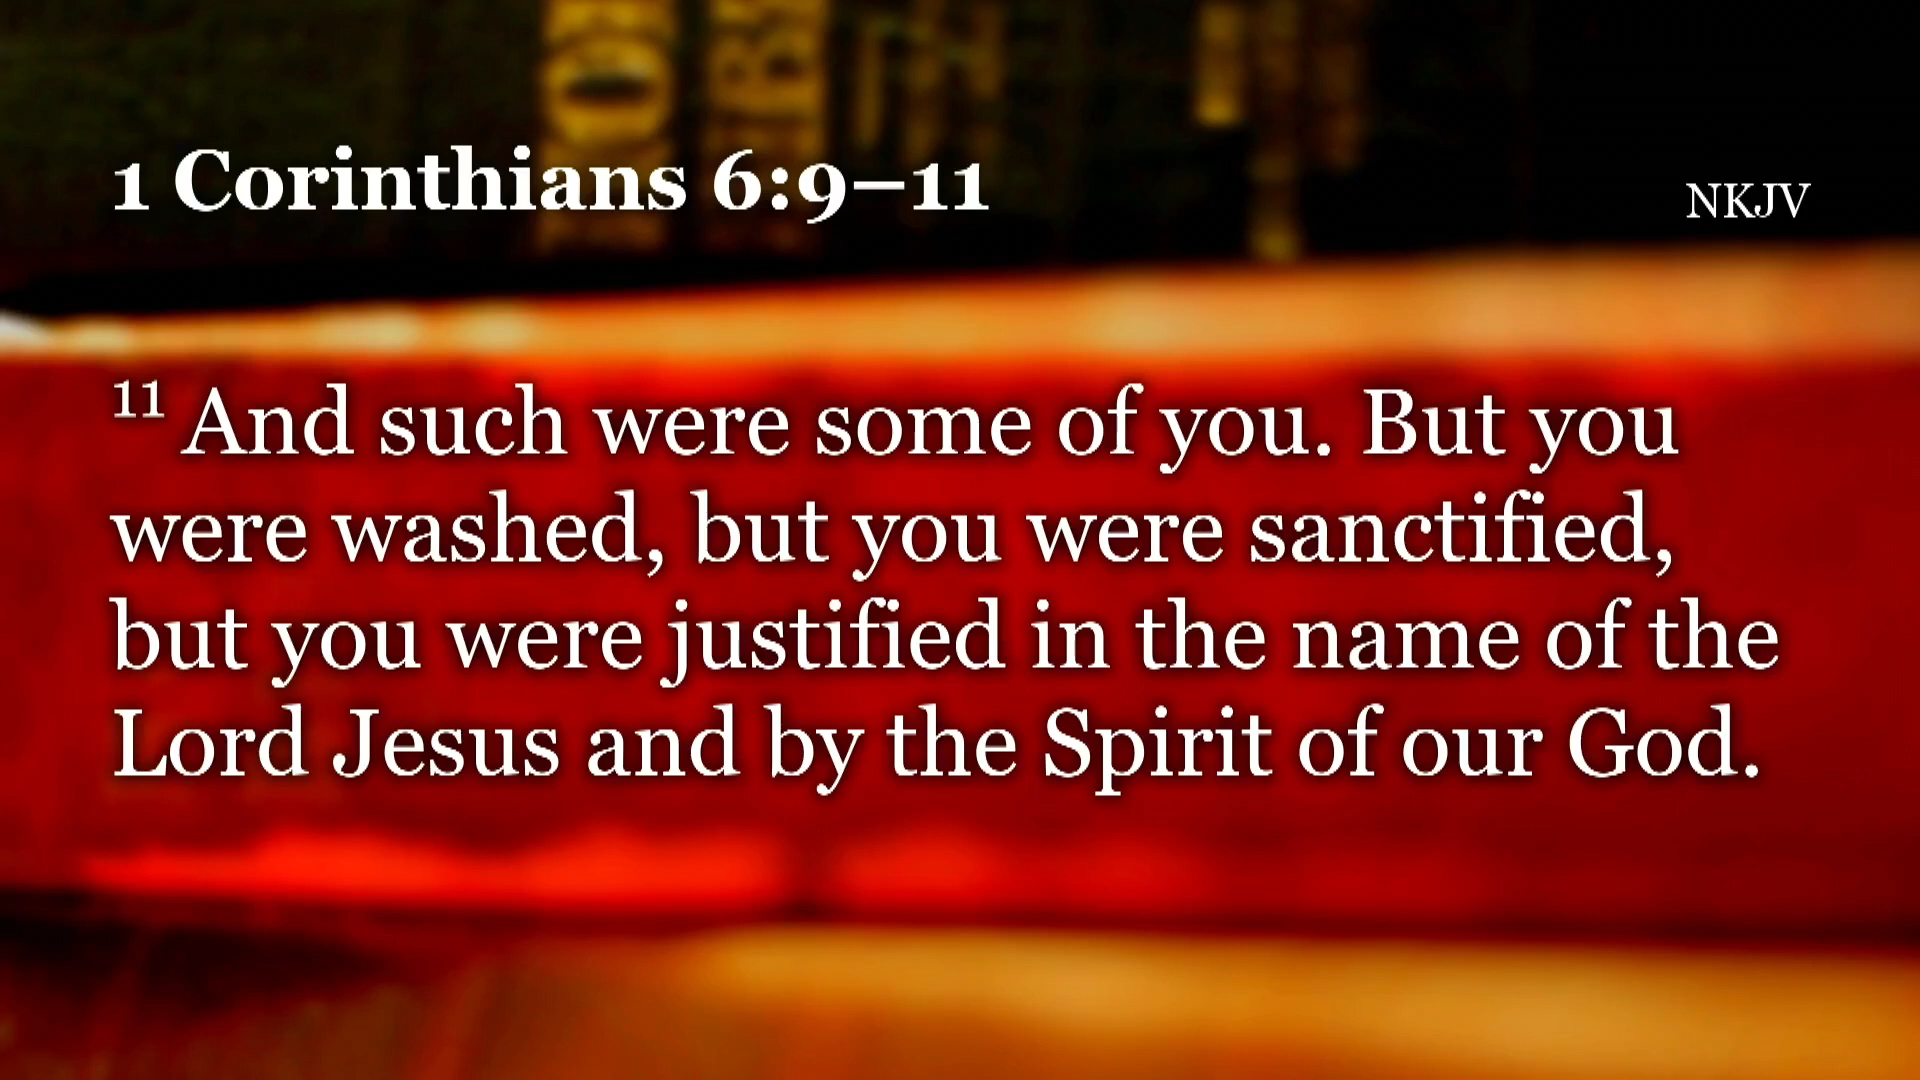 1 Corinthians 6:9–11
NKJV
11 And such were some of you. But you
were washed, but you were sanctified,
but you were justified in the name of the
Lord Jesus and by the Spirit of our God.